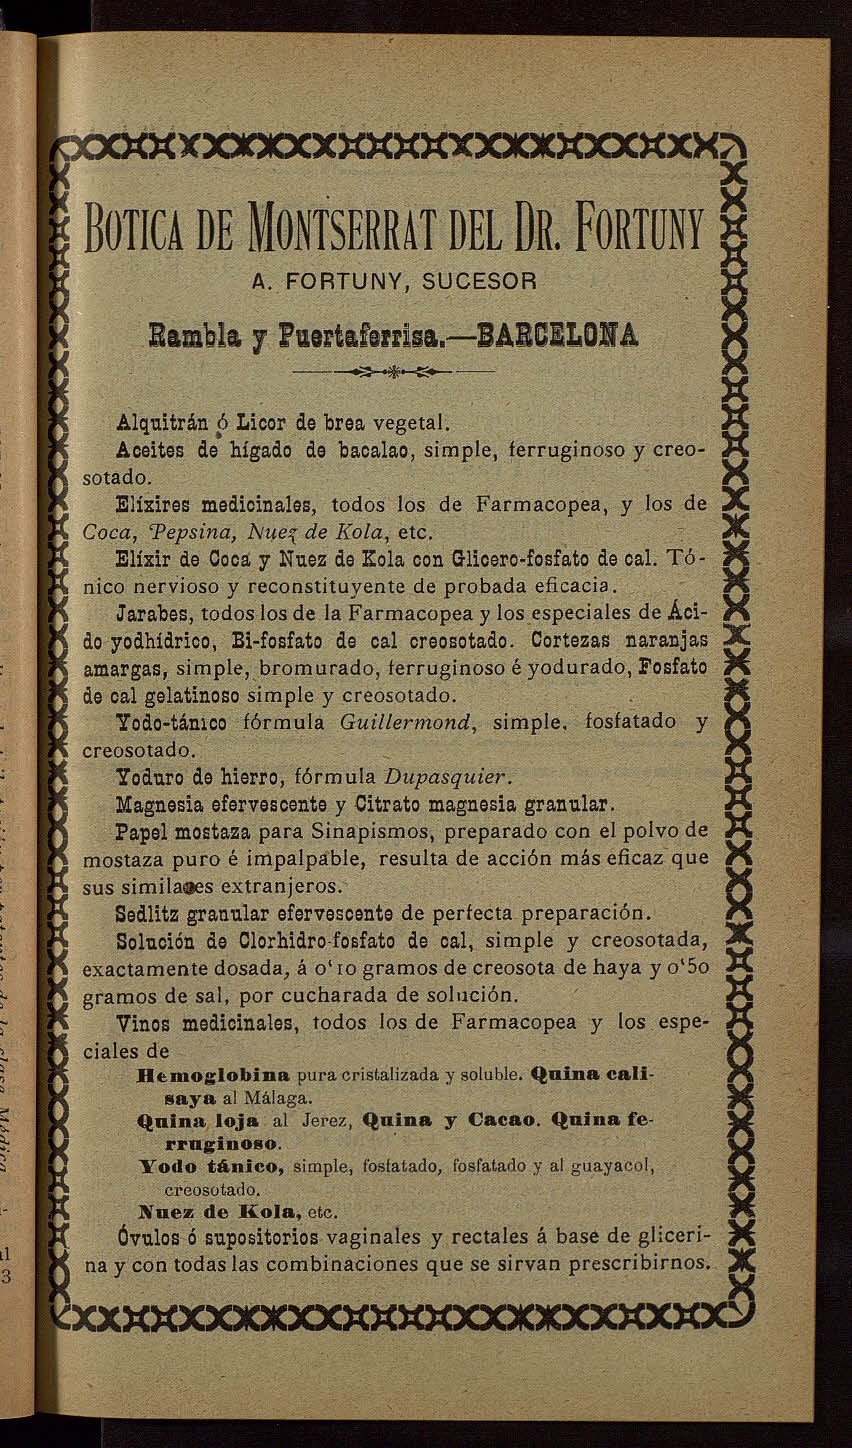 BOTICA DE MONTSERRAT DEL DR. FORTUNY
A. FORTUNY, SUCESOR
Rambla y Puertaferrisa.—BARCELONA
Alquitrán ó Licor de brea vegetal.
Aceites de hígado de bacalao, simple, ferruginoso y creo-
sotado.
Elíxires medicinales, todos los de Farmacopea, y los de
Coca, Pepsina, Nuez de Kola, etc.
Elíxir de Coca y Nuez de Kola con Glicero-fosfato de cal. Tó-
nico nervioso y reconstituyente de probada eficacia.
Jarabes, todos los de la Farmacopea y los especiales de Áci-
do yodhídrico, Bi-fosfato de cal creosotado. Cortezas naranjas
amargas, simple, bromurado, ferruginoso é yodurado, Fosfato
de cal gelatinoso simple y creosotado.
Yodo-tánico fórmula Guillermond, simple, fosfatado y
creosotado.
Yoduro de hierro, fórmula Dupasquier.
Magnesia efervescente y Citrato magnesia granular.
Papel mostaza para Sinapismos, preparado con el polvo de
mostaza puro é impalpable, resulta de acción más eficaz que
sus similares extranjeros.
Sedlitz granular efervescente de perfecta preparación.
Solución de Clorhidro-fosfato de cal, simple y creosotada,
exactamente dosada, á 0'10 gramos de creosota de haya y 0'50
gramos de sal, por cucharada de solución.
Vinos medicinales, todos los de Farmacopea y los espe-
ciales de
Hemoglobina pura cristalizada y soluble. Quina cali-
saya al Málaga.
Quina loja al Jerez, Quina y Cacao. Quina fe-
rruginoso.
Yodo tánico, simple, fosfatado, fosfatado y al guayacol,
creosotado.
Nuez de Kola, etc.
Óvulos ó supositorios vaginales y rectales á base de gliceri-
na y con todas las combinaciones que se sirvan prescribirnos.